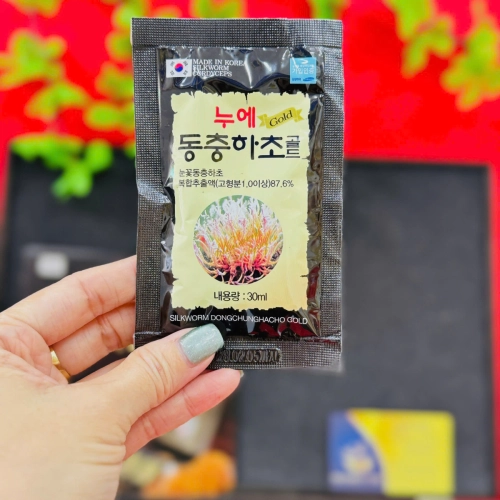 MADE IN KOREA
SILKWORM
CORDYCEPS
누에
Gold
동충하초골드
눈꽃동충하초
복합추출액(고형분1.0이상)87.6%
내용량 : 30ml
SILKWORM DONGCHUNGHACHO GOLD